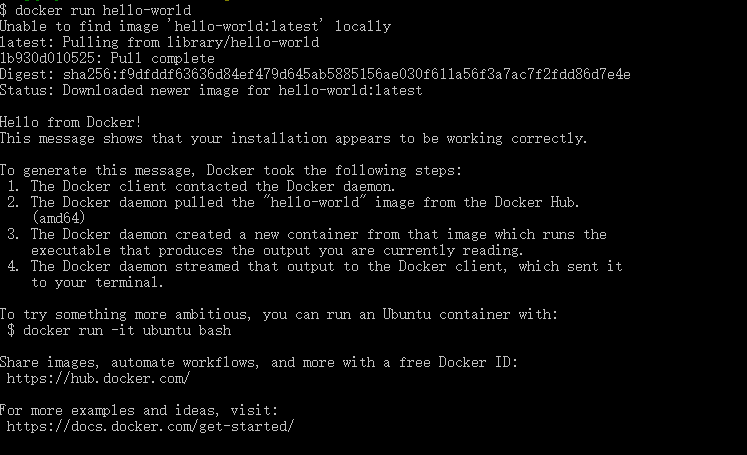 $ docker run hello-world
Unable to find image 'hello-world:latest' locally
latest: Pulling from library/hello-world
1b930d010525: Pull complete
Digest: sha256:f9dfddf63636d84ef479d645ab5885156ae030f611a56f3a7ac7f2fdd86d7e4e
Status: Downloaded newer image for hello-world:latest

Hello from Docker!
This message shows that your installation appears to be working correctly.

To generate this message, Docker took the following steps:
 1. The Docker client contacted the Docker daemon.
 2. The Docker daemon pulled the "hello-world" image from the Docker Hub.
    (amd64)
 3. The Docker daemon created a new container from that image which runs the
    executable that produces the output you are currently reading.
 4. The Docker daemon streamed that output to the Docker client, which sent it
    to your terminal.

To try something more ambitious, you can run an Ubuntu container with:
 $ docker run -it ubuntu bash

Share images, automate workflows, and more with a free Docker ID:
 https://hub.docker.com/

For more examples and ideas, visit:
 https://docs.docker.com/get-started/